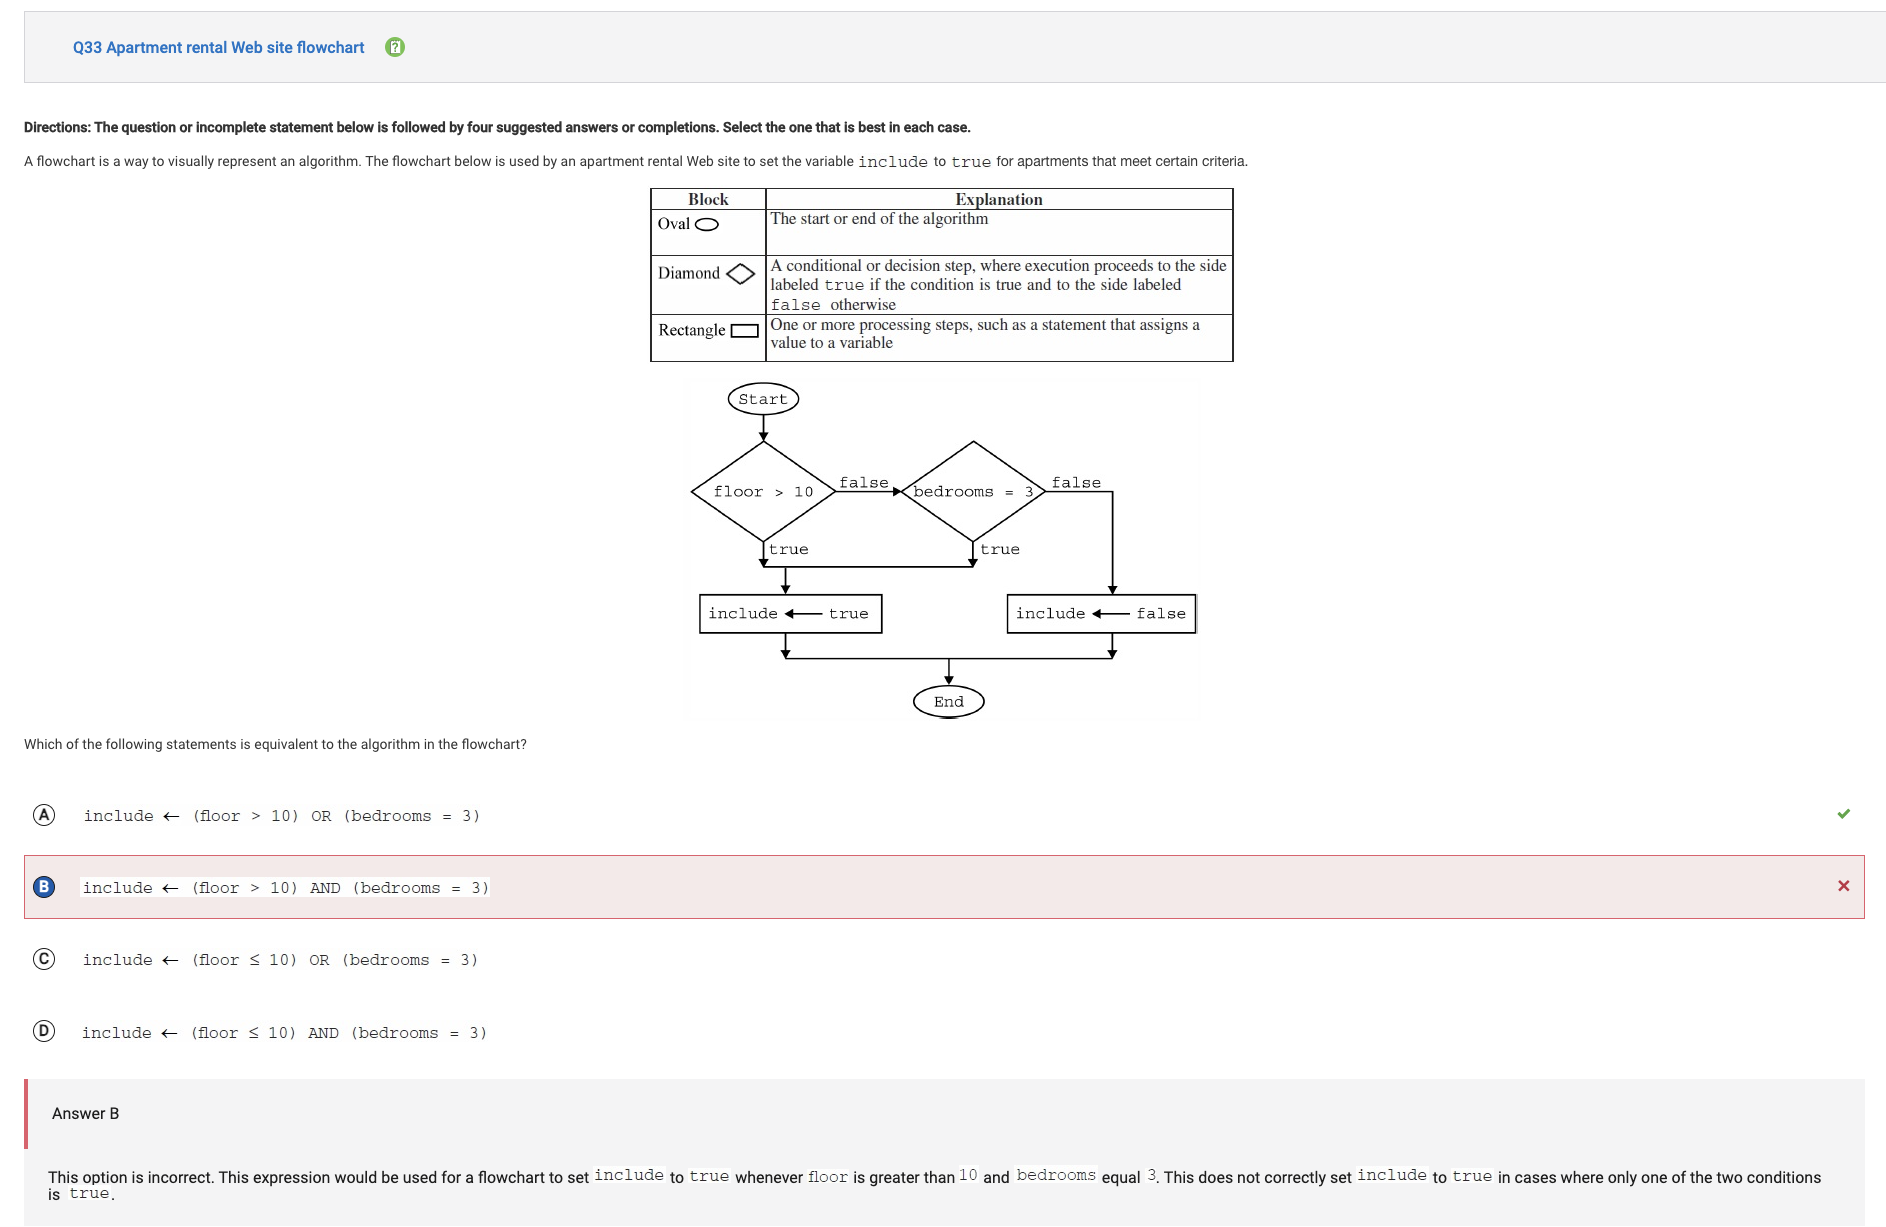 Q33 Apartment rental Web site flowchart
Directions: The question or incomplete statement below is followed by four suggested answers or completions. Select the one that is best in each case.
A flowchart is a way to visually represent an algorithm. The flowchart below is used by an apartment rental Web site to set the variable include to true for apartments that meet certain criteria.
Block Explanation
Oval The start or end of the algorithm
Diamond A conditional or decision step, where execution proceeds to the side
labeled true if the condition is true and to the side labeled
false otherwise
Rectangle One or more processing steps, such as a statement that assigns a
value to a variable
Start
floor > 10 false bedrooms = 3 false
true true
include ← true include ← false
End
Which of the following statements is equivalent to the algorithm in the flowchart?
A include ← (floor > 10) OR (bedrooms = 3)
B include ← (floor > 10) AND (bedrooms = 3)
C include ← (floor ≤ 10) OR (bedrooms = 3)
D include ← (floor ≤ 10) AND (bedrooms = 3)
Answer B
This option is incorrect. This expression would be used for a flowchart to set include to true whenever floor is greater than 10 and bedrooms equal 3. This does not correctly set include to true in cases where only one of the two conditions
is true.